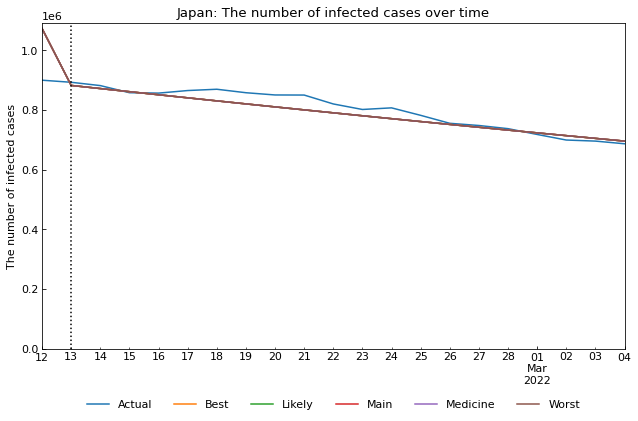 Japan: The number of infected cases over time
1e6
The number of infected cases
1.0
0.8
0.6
0.4
0.2
0.0
12 13 14 15 16 17 18 19 20 21 22 23 24 25 26 27 28 01 02 03 04
Mar
2022
Actual Best Likely Main Medicine Worst